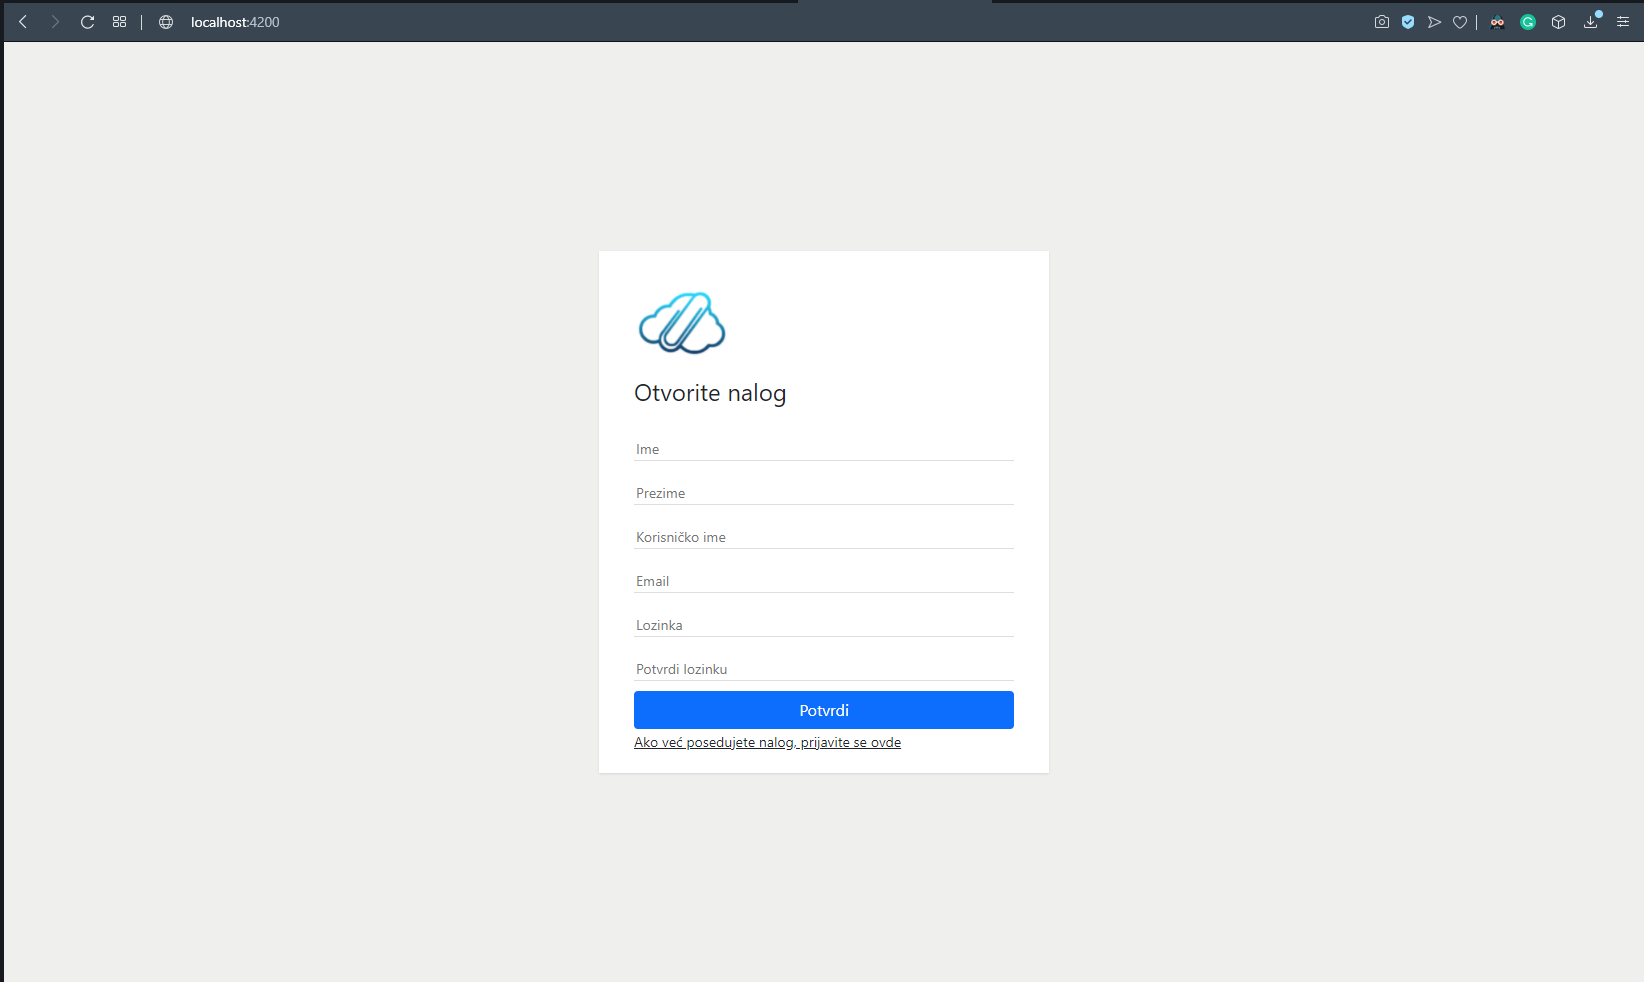 localhost:4200
Otvorite nalog
Ime
Prezime
Korisničko ime
Email
Lozinka
Potvrdi lozinku
Potvrdi
Ako već posedujete nalog, prijavite se ovde